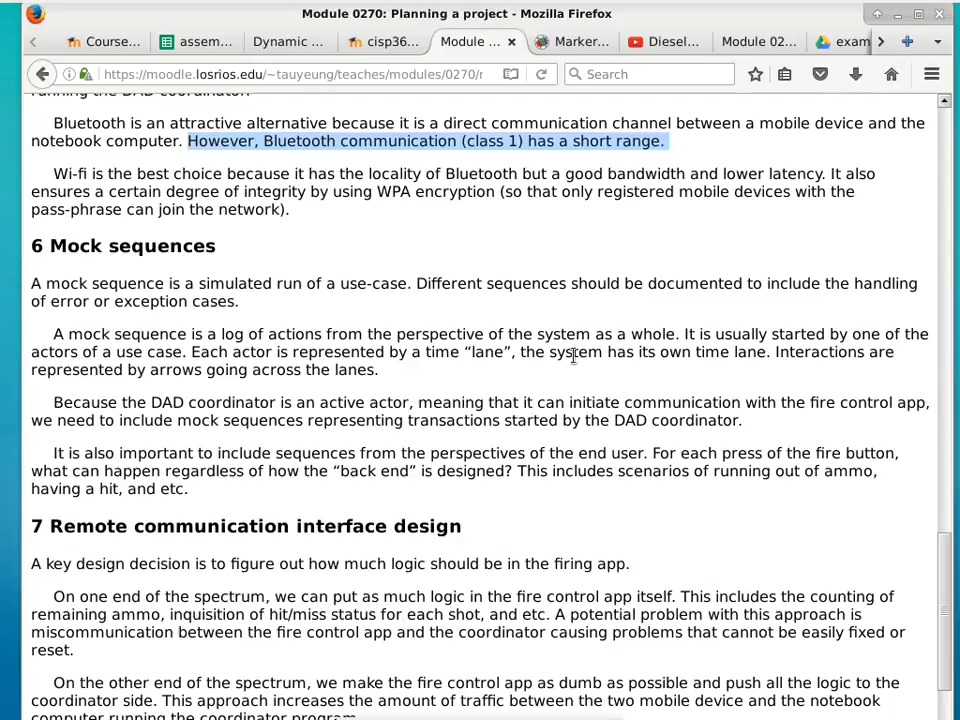 Module 0270: Planning a project - Mozilla Firefox
Course... assem... Dynamic ... cisp36... Module ... Marker... Diesel... Module 02... exam
https://moodle.losrios.edu/~tauyeung/teaches/modules/0270/r Search
running the DAD coordinator.
Bluetooth is an attractive alternative because it is a direct communication channel between a mobile device and the
notebook computer. However, Bluetooth communication (class 1) has a short range.
Wi-fi is the best choice because it has the locality of Bluetooth but a good bandwidth and lower latency. It also
ensures a certain degree of integrity by using WPA encryption (so that only registered mobile devices with the
pass-phrase can join the network).
6 Mock sequences
A mock sequence is a simulated run of a use-case. Different sequences should be documented to include the handling
of error or exception cases.
A mock sequence is a log of actions from the perspective of the system as a whole. It is usually started by one of the
actors of a use case. Each actor is represented by a time “lane”, the system has its own time lane. Interactions are
represented by arrows going across the lanes.
Because the DAD coordinator is an active actor, meaning that it can initiate communication with the fire control app,
we need to include mock sequences representing transactions started by the DAD coordinator.
It is also important to include sequences from the perspectives of the end user. For each press of the fire button,
what can happen regardless of how the “back end” is designed? This includes scenarios of running out of ammo,
having a hit, and etc.
7 Remote communication interface design
A key design decision is to figure out how much logic should be in the firing app.
On one end of the spectrum, we can put as much logic in the fire control app itself. This includes the counting of
remaining ammo, inquisition of hit/miss status for each shot, and etc. A potential problem with this approach is
miscommunication between the fire control app and the coordinator causing problems that cannot be easily fixed or
reset.
On the other end of the spectrum, we make the fire control app as dumb as possible and push all the logic to the
coordinator side. This approach increases the amount of traffic between the two mobile device and the notebook
computer running the coordinator program.